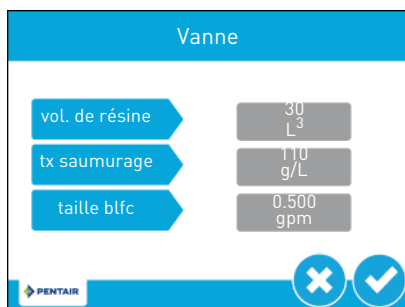 Vanne
vol. de résine
30
L³
tx saumurage
110
g/L
taille blfc
0.500
gpm
PENTAIR